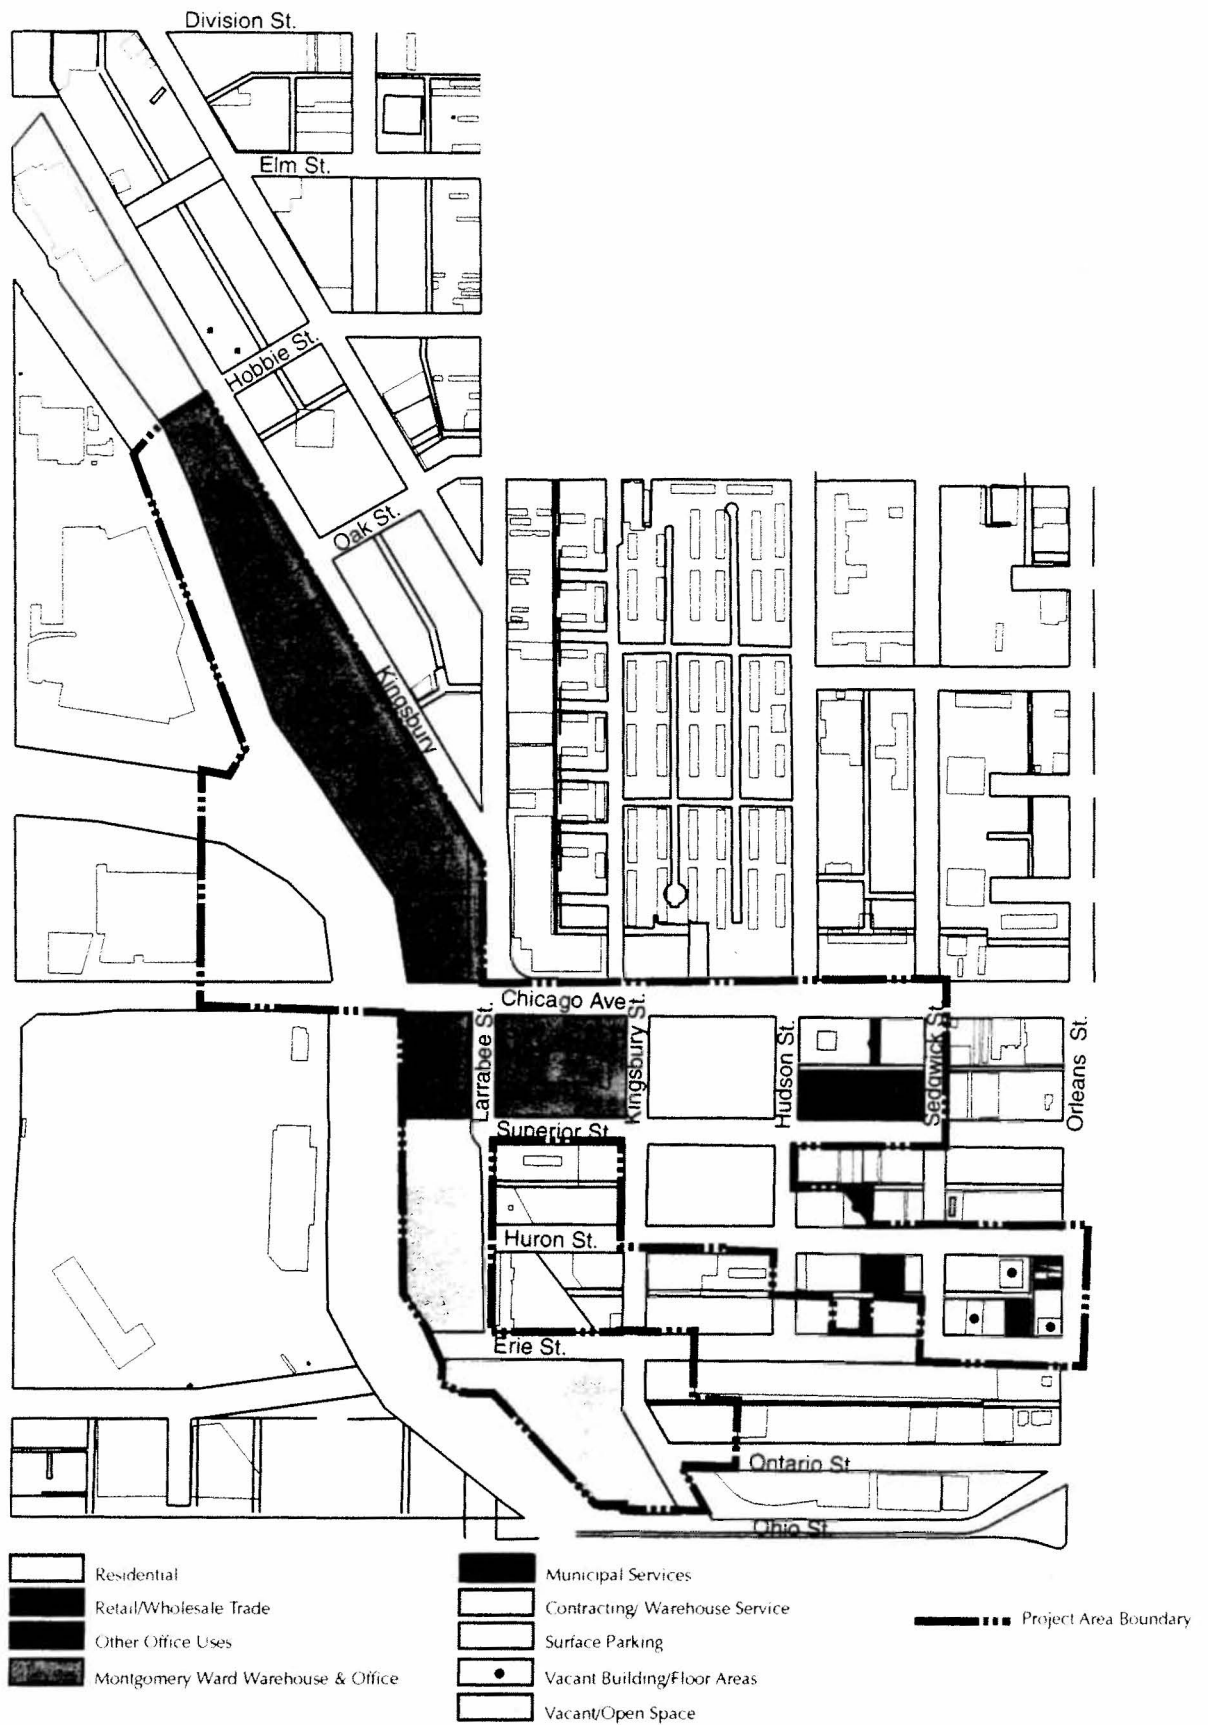 Division St.
Elm St.
Hobbie St.
Oak St.
Kingsbury
Chicago Ave.
Larrabee St.
Kingsbury St.
Hudson St.
Sedgwick St.
Orleans St.
Superior St.
Huron St.
Erie St.
Ontario St
Ohio St.
Residential
Retail/Wholesale Trade
Other Office Uses
Montgomery Ward Warehouse & Office
Municipal Services
Contracting/ Warehouse Service
Surface Parking
Vacant Building/Floor Areas
Vacant/Open Space
Project Area Boundary